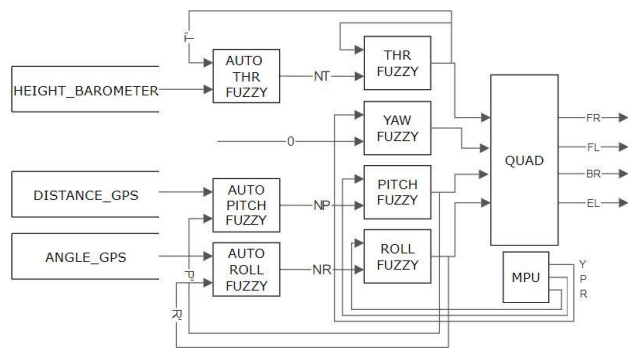 T'
AUTO
THR
FUZZY
THR
FUZZY
HEIGHT_BAROMETER
NT
YAW
FUZZY
0
QUAD
FR
FL
BR
EL
DISTANCE_GPS
AUTO
PITCH
FUZZY
NP
PITCH
FUZZY
ANGLE_GPS
AUTO
ROLL
FUZZY
NR
ROLL
FUZZY
P'
R'
MPU
Y
P
R